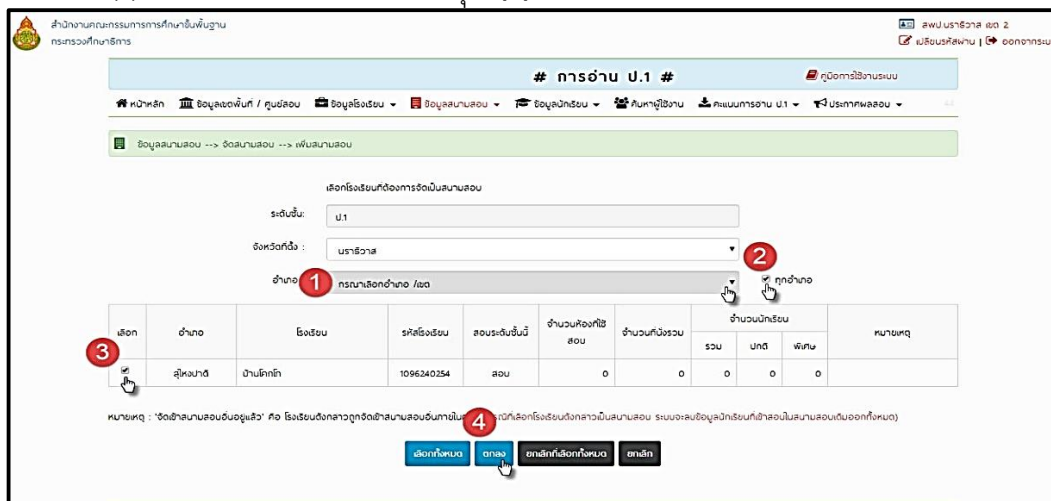 สำนักงานคณะกรรมการการศึกษาขั้นพื้นฐาน
กระทรวงศึกษาธิการ
สพป.นราธิวาส เขต 2
เปลี่ยนรหัสผ่าน | ออกจากระบ
# การอ่าน ป.1 #
คู่มือการใช้งานระบบ
หน้าหลัก ข้อมูลเขตพื้นที่ / ศูนย์สอบ ข้อมูลโรงเรียน ข้อมูลสนามสอบ ข้อมูลนักเรียน ค้นหาผู้ใช้งาน คะแนนการอ่าน ป.1 ประกาศผลสอบ
ข้อมูลสนามสอบ --> จัดสนามสอบ --> เพิ่มสนามสอบ
เลือกโรงเรียนที่ต้องการจัดเป็นสนามสอบ
ระดับชั้น: ป.1
จังหวัดที่ตั้ง : นราธิวาส
2
อำเภอ 1 กรุณาเลือกอำเภอ /เขต ทุกอำเภอ
เลือก อำเภอ โรงเรียน รหัสโรงเรียน สอบระดับชั้นนี้ จำนวนห้องที่ใช้สอบ จำนวนที่นั่งรวม จำนวนนักเรียน หมายเหตุ
รวม ปกติ พิเศษ
3
สุไหงปาดี บ้านโคกโก 1096240254 สอบ 0 0 0 0 0
หมายเหตุ : 'จัดเข้าสนามสอบอื่นอยู่แล้ว' คือ โรงเรียนดังกล่าวถูกจัดเข้าสนามสอบอื่นภายใน รณีที่เลือกโรงเรียนดังกล่าวเป็นสนามสอบ ระบบจะลบข้อมูลนักเรียนที่เข้าสอบในสนามสอบเดิมออกทั้งหมด)
4
เลือกทั้งหมด ตกลง ยกเลิกที่เลือกทั้งหมด ยกเลิก